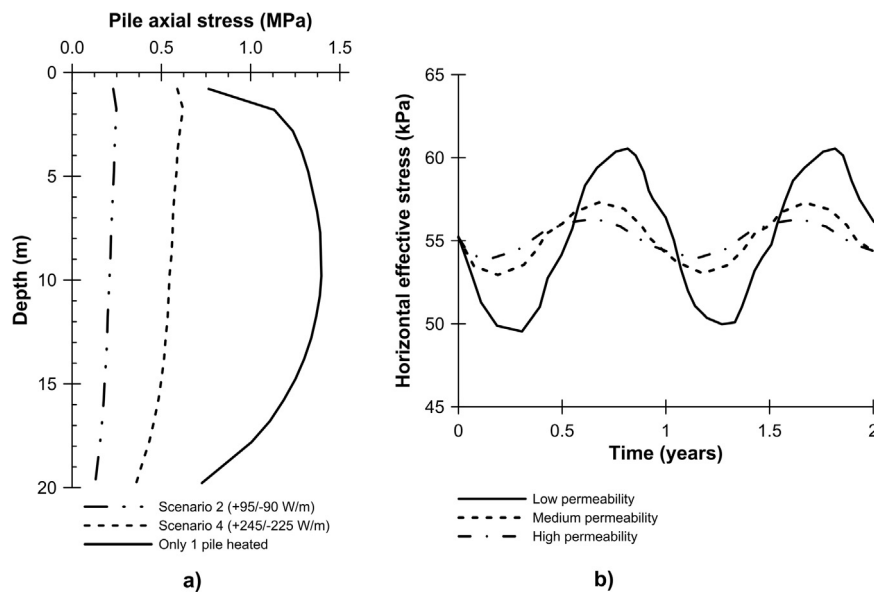 Pile axial stress (MPa)
0.0 0.5 1.0 1.5
0
5
10
15
20
Depth (m)
Scenario 2 (+95/-90 W/m)
Scenario 4 (+245/-225 W/m)
Only 1 pile heated
a)
65
60
55
50
45
Horizontal effective stress (kPa)
0 0.5 1 1.5 2
Time (years)
Low permeability
Medium permeability
High permeability
b)